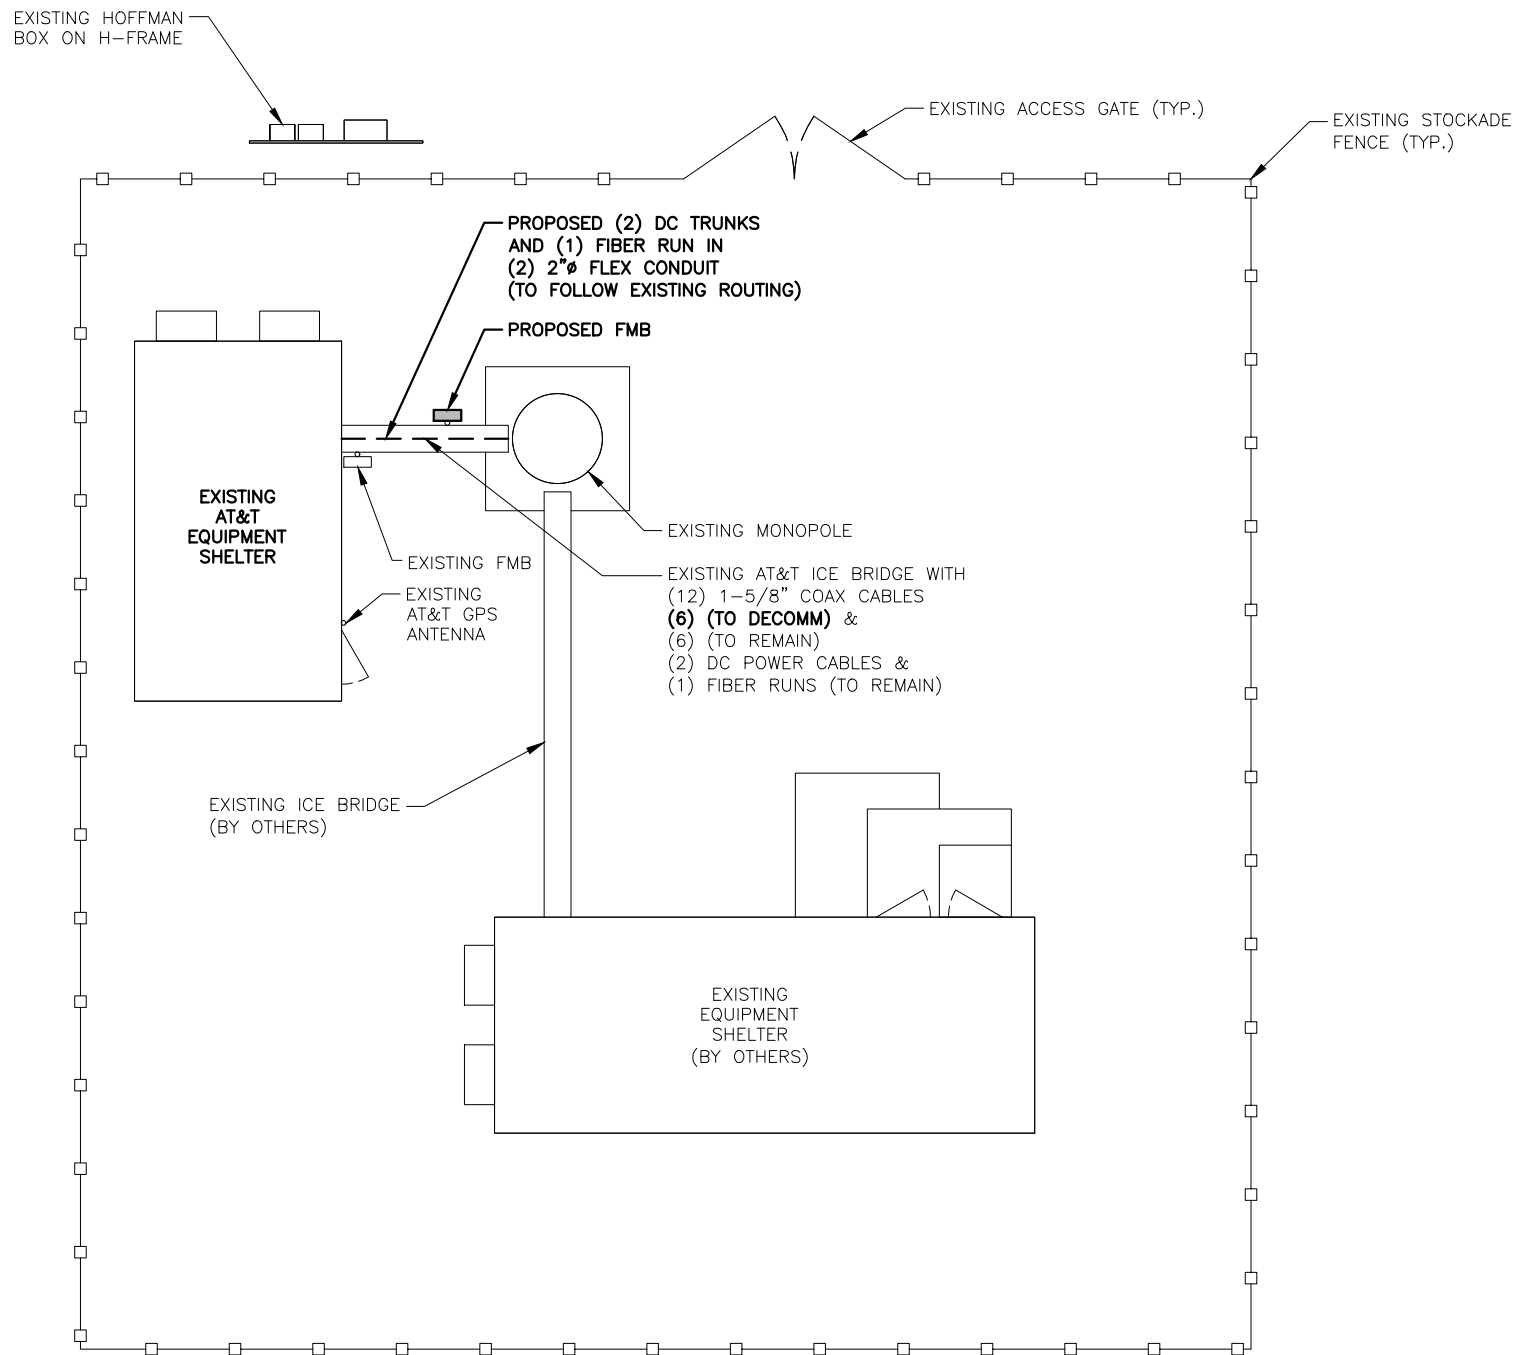 EXISTING HOFFMAN
BOX ON H-FRAME
EXISTING ACCESS GATE (TYP.)
EXISTING STOCKADE
FENCE (TYP.)
PROPOSED (2) DC TRUNKS
AND (1) FIBER RUN IN
(2) 2"ø FLEX CONDUIT
(TO FOLLOW EXISTING ROUTING)
PROPOSED FMB
EXISTING
AT&T
EQUIPMENT
SHELTER
EXISTING MONOPOLE
EXISTING FMB
EXISTING
AT&T GPS
ANTENNA
EXISTING AT&T ICE BRIDGE WITH
(12) 1-5/8" COAX CABLES
(6) (TO DECOMM) &
(6) (TO REMAIN)
(2) DC POWER CABLES &
(1) FIBER RUNS (TO REMAIN)
EXISTING ICE BRIDGE
(BY OTHERS)
EXISTING
EQUIPMENT
SHELTER
(BY OTHERS)